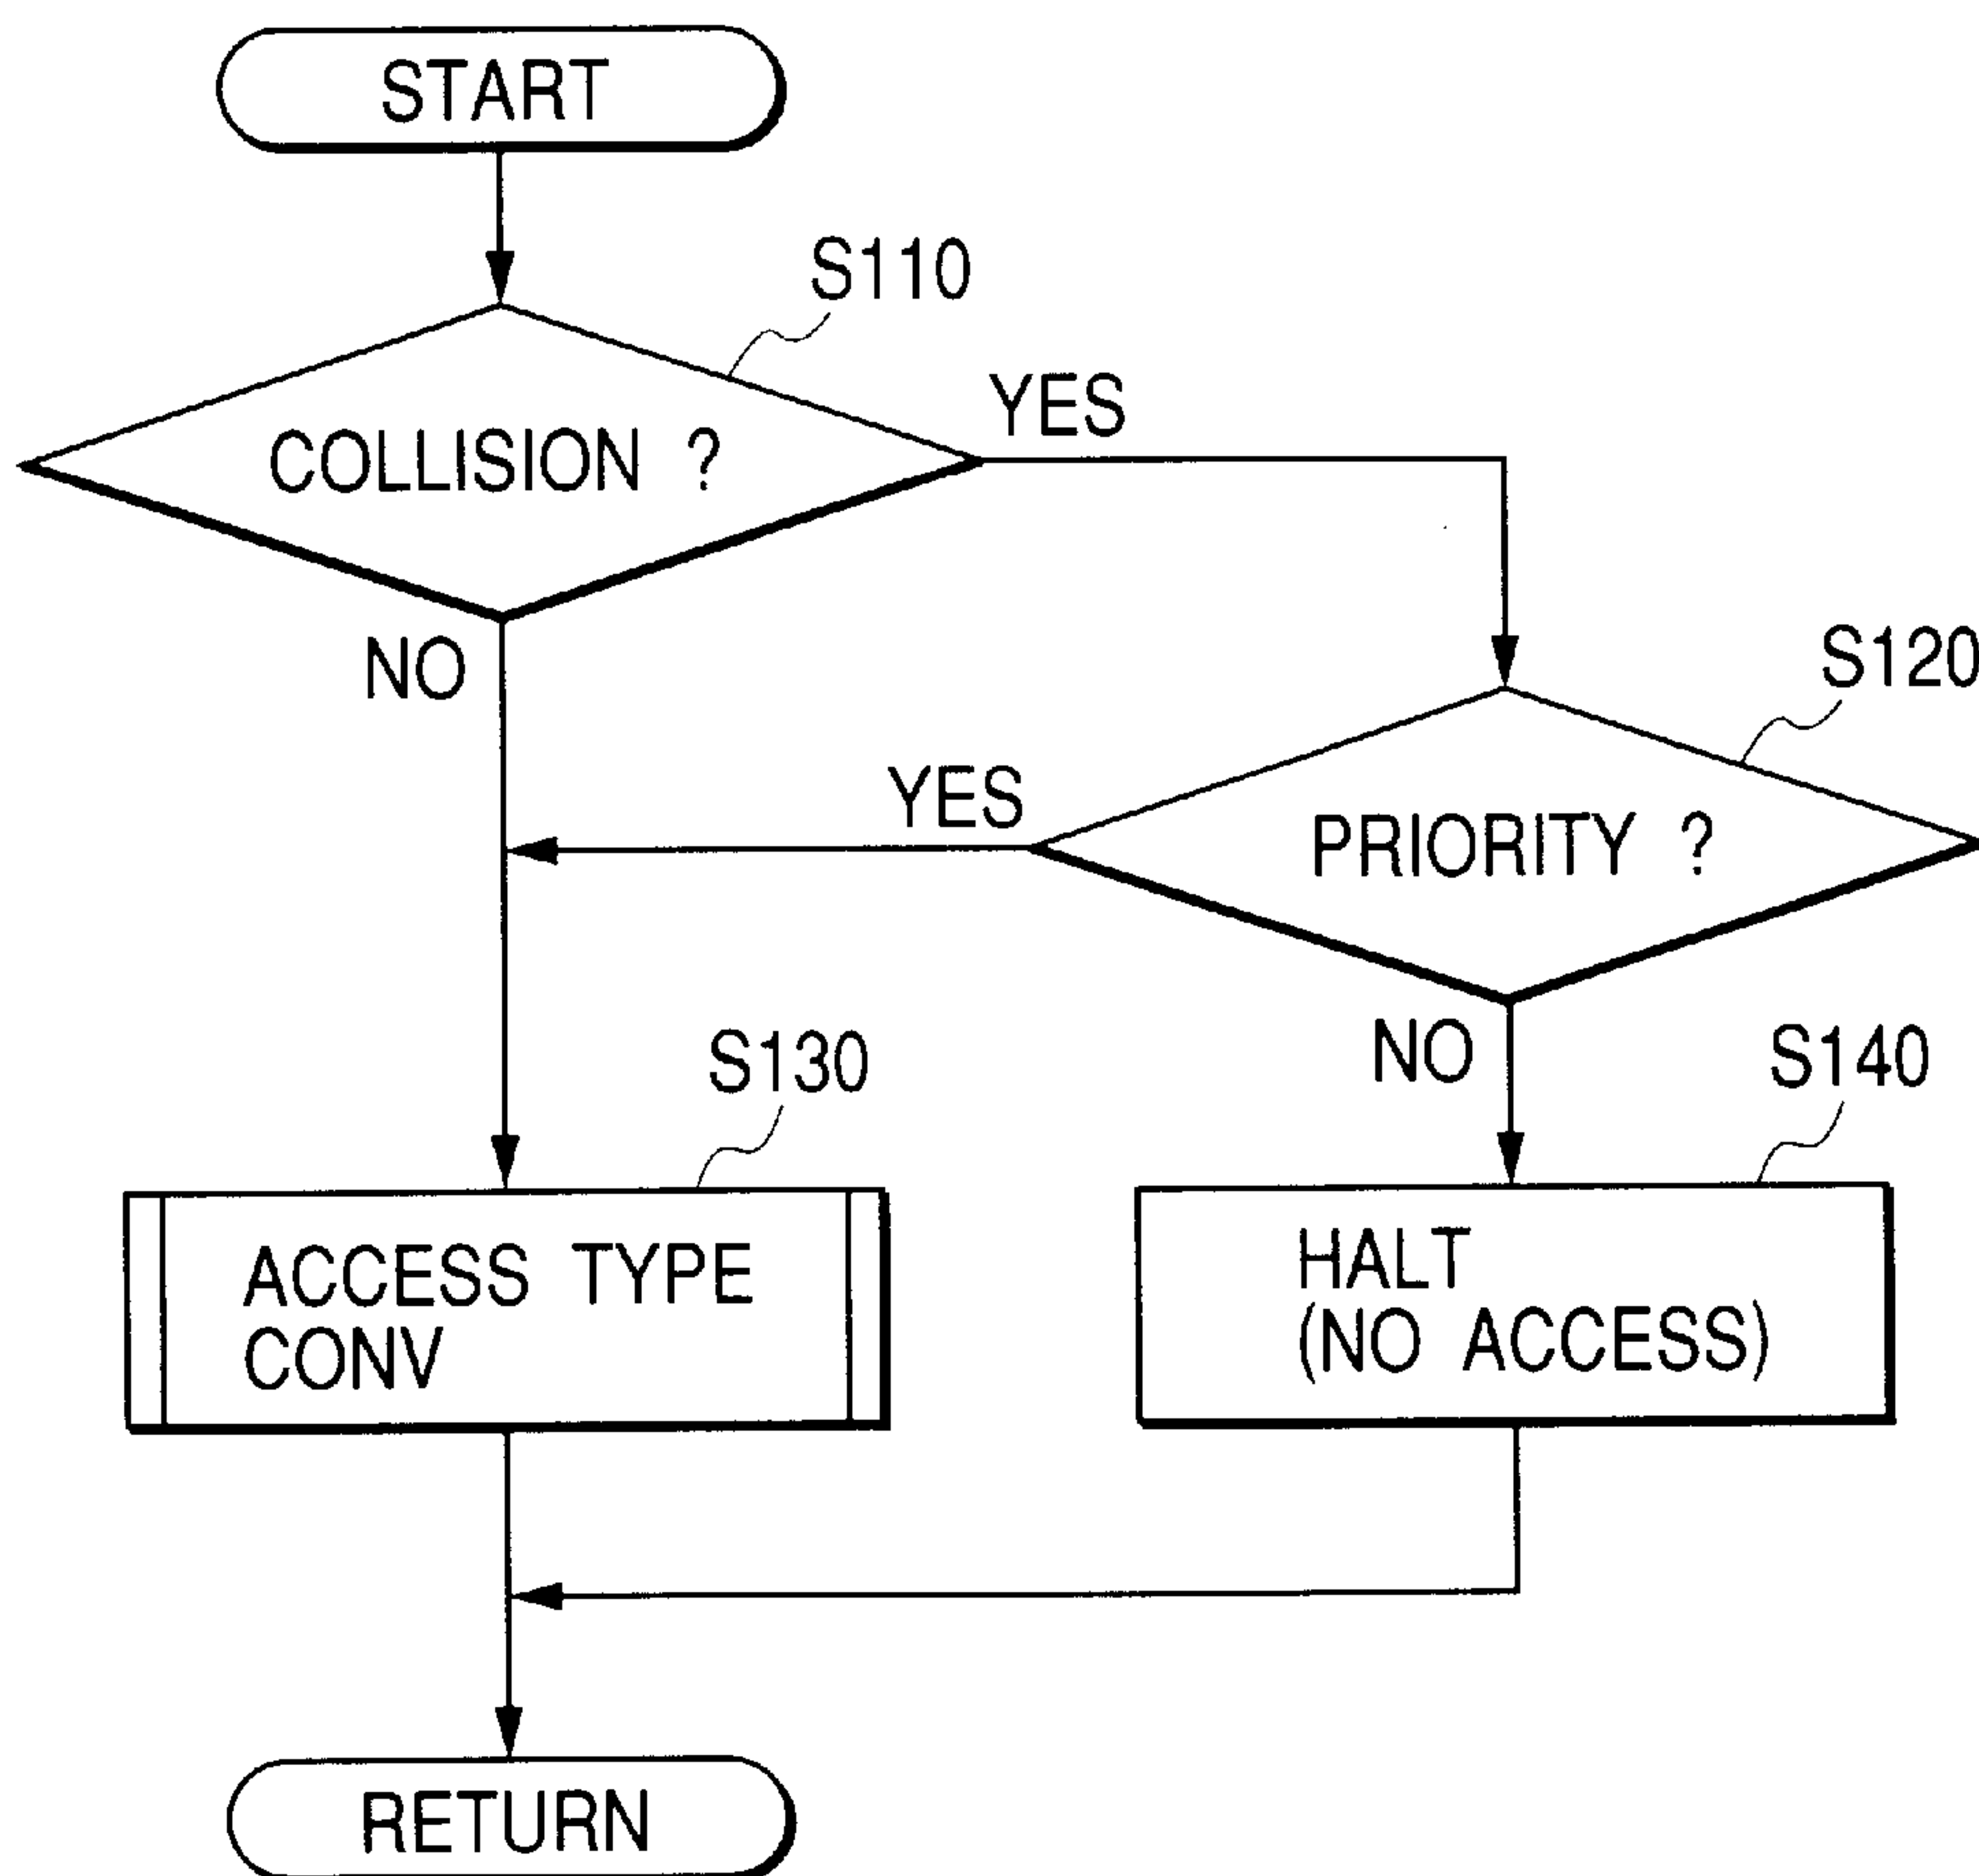 START
S110
COLLISION ?
YES
NO
S120
PRIORITY ?
YES
NO
S130
ACCESS TYPE
CONV
S140
HALT
(NO ACCESS)
RETURN